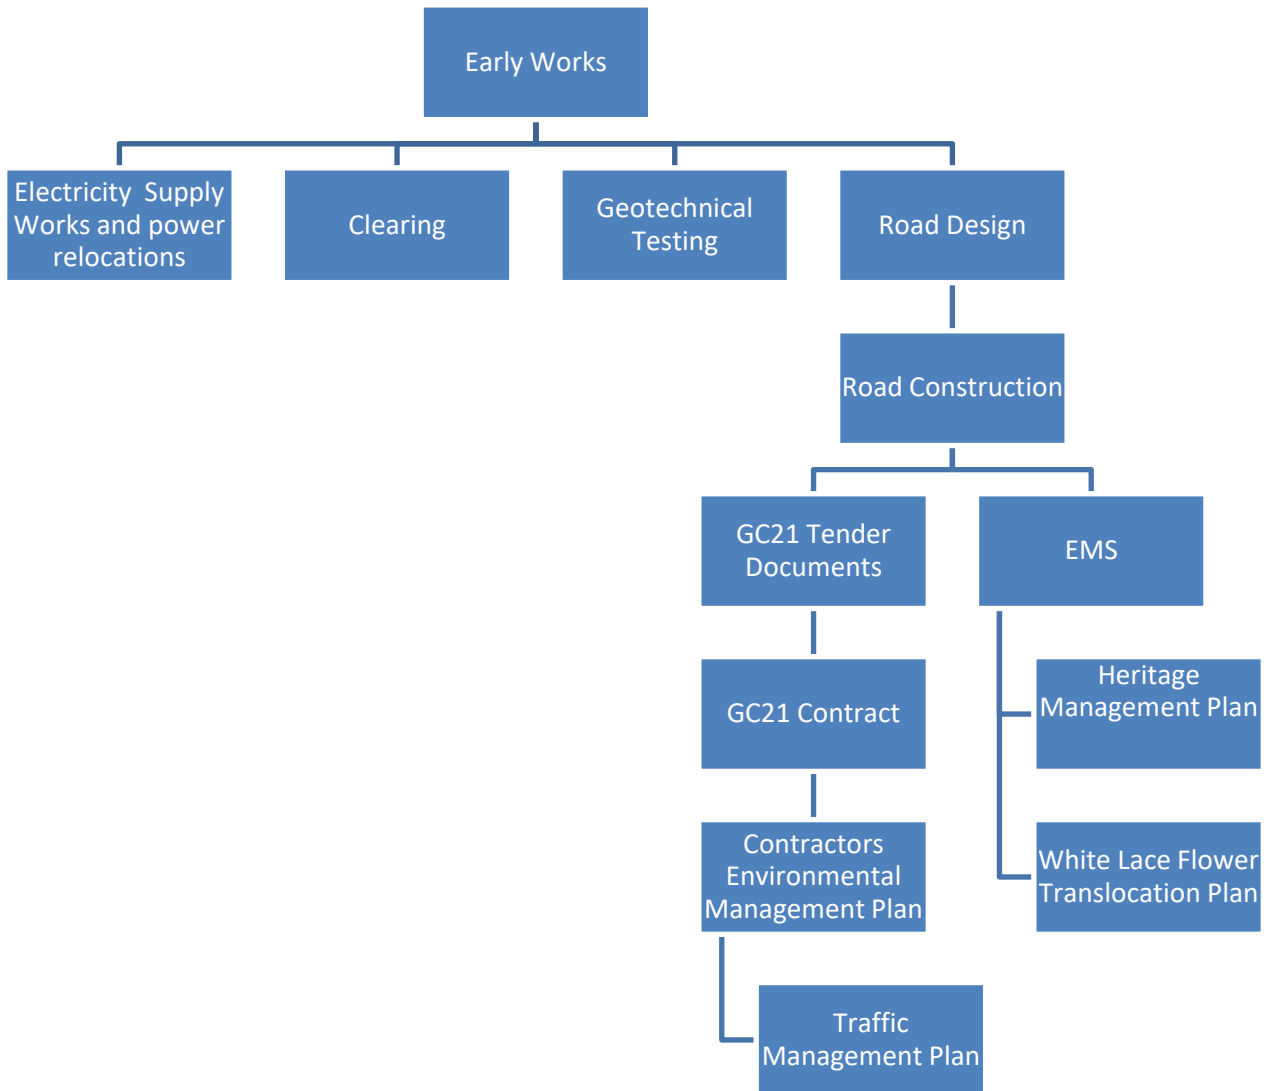 Early Works
Electricity  Supply
Works and power
relocations
Clearing
Geotechnical
Testing
Road Design
Road Construction
GC21 Tender
Documents
EMS
GC21 Contract
Heritage
Management Plan
Contractors
Environmental
Management Plan
White Lace Flower
Translocation Plan
Traffic
Management Plan